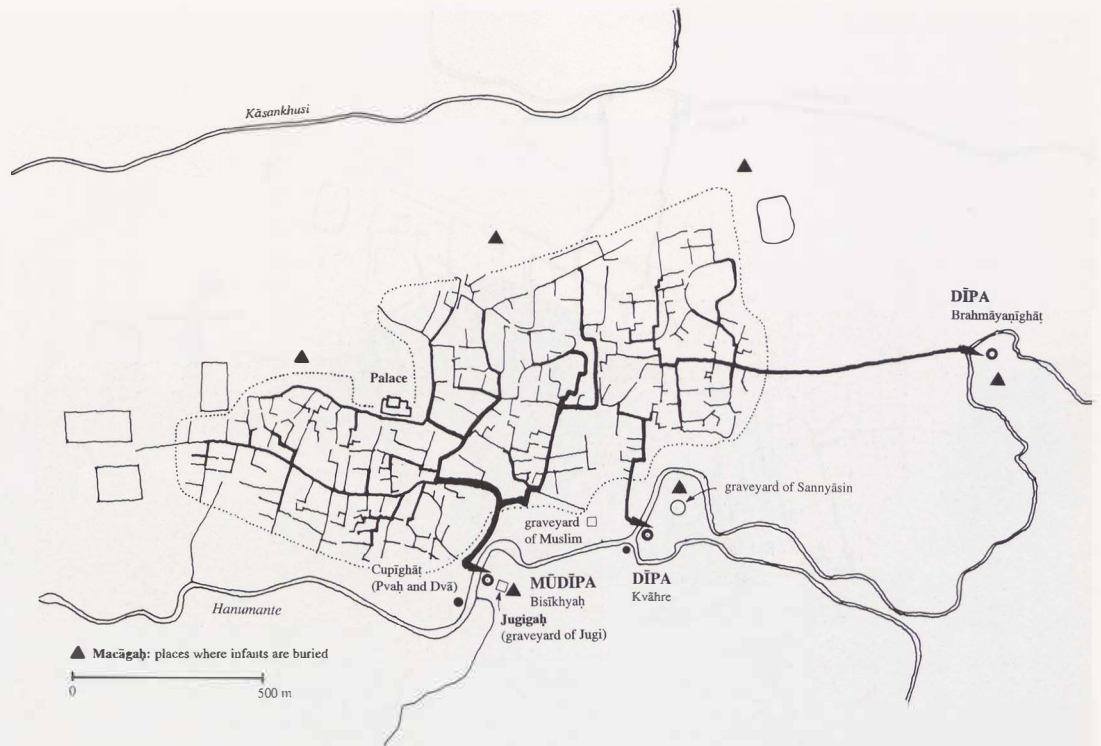 Kāsankhusi
DĪPA
Brahmāyaṇīghāṭ
Palace
graveyard of Sannyāsin
graveyard
of Muslim
Cupīghāṭ
(Pvaḥ and Dvā)
MŪDĪPA
Bisīkhyaḥ
DĪPA
Kvāhre
Hanumante
Jugigaḥ
(graveyard of Jugi)
Macāgaḥ: places where infants are buried
0 500 m